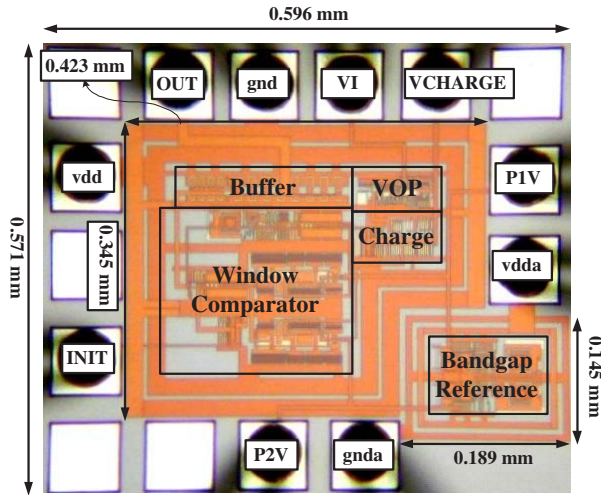 0.596 mm
0.423 mm
OUT
gnd
VI
VCHARGE
vdd
Buffer
VOP
P1V
0.571 mm
0.345 mm
Charge
Window
Comparator
vdda
INIT
Bandgap
Reference
0.145 mm
P2V
gnda
0.189 mm